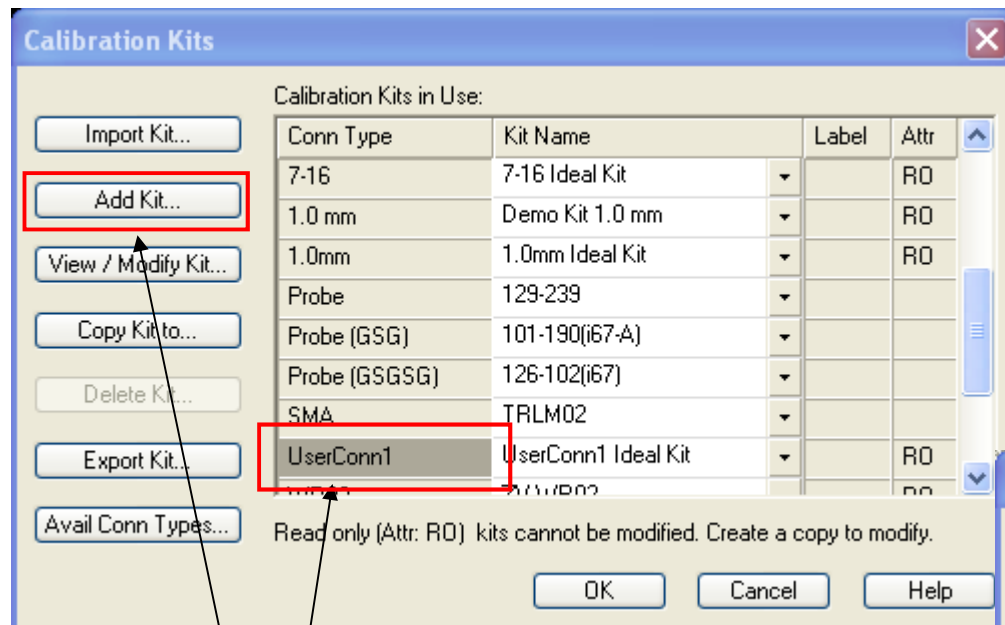 Calibration Kits
Calibration Kits in Use:
Import Kit...
Add Kit...
View / Modify Kit...
Copy Kit to...
Delete Kit...
Export Kit...
Avail Conn Types...
Conn Type Kit Name Label Attr
7-16 7-16 Ideal Kit RO
1.0 mm Demo Kit 1.0 mm RO
1.0mm 1.0mm Ideal Kit RO
Probe 129-239
Probe (GSG) 101-190(i67-A)
Probe (GSGSG) 126-102(i67)
SMA TRLM02
UserConn1 UserConn1 Ideal Kit RO
Read only (Attr: RO) kits cannot be modified. Create a copy to modify.
OK Cancel Help